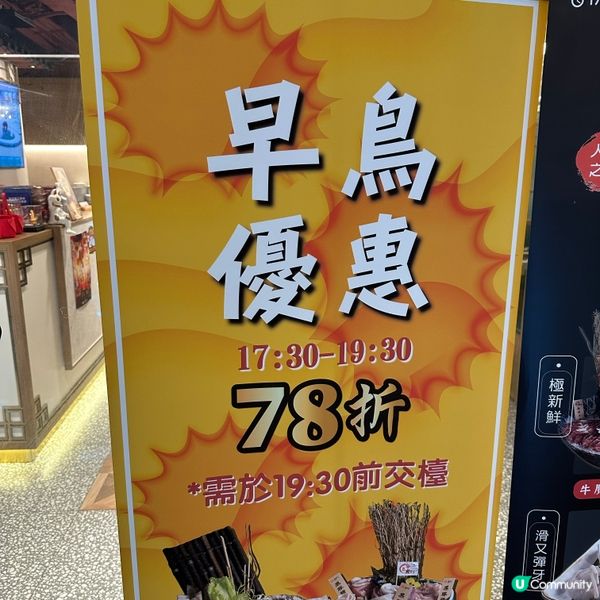 早鳥
優惠
17:30-19:30
78折
*需於19:30前交檯
極新鮮
滑又彈牙
U Community